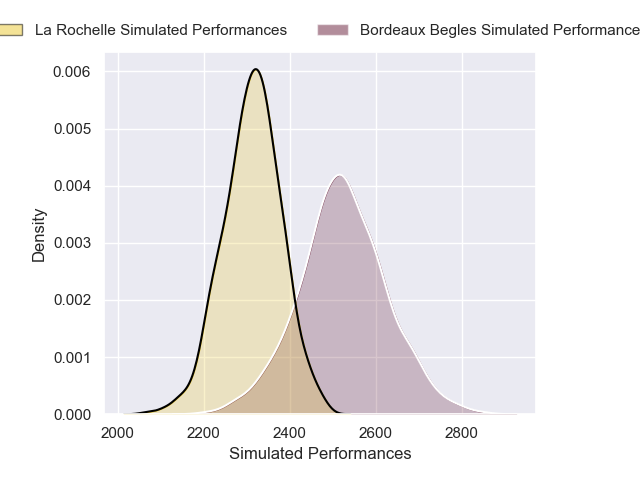 La Rochelle Simulated Performances
Bordeaux Begles Simulated Performance
0.006
0.005
0.004
0.003
0.002
0.001
0.000
Density
2000 2200 2400 2600 2800
Simulated Performances